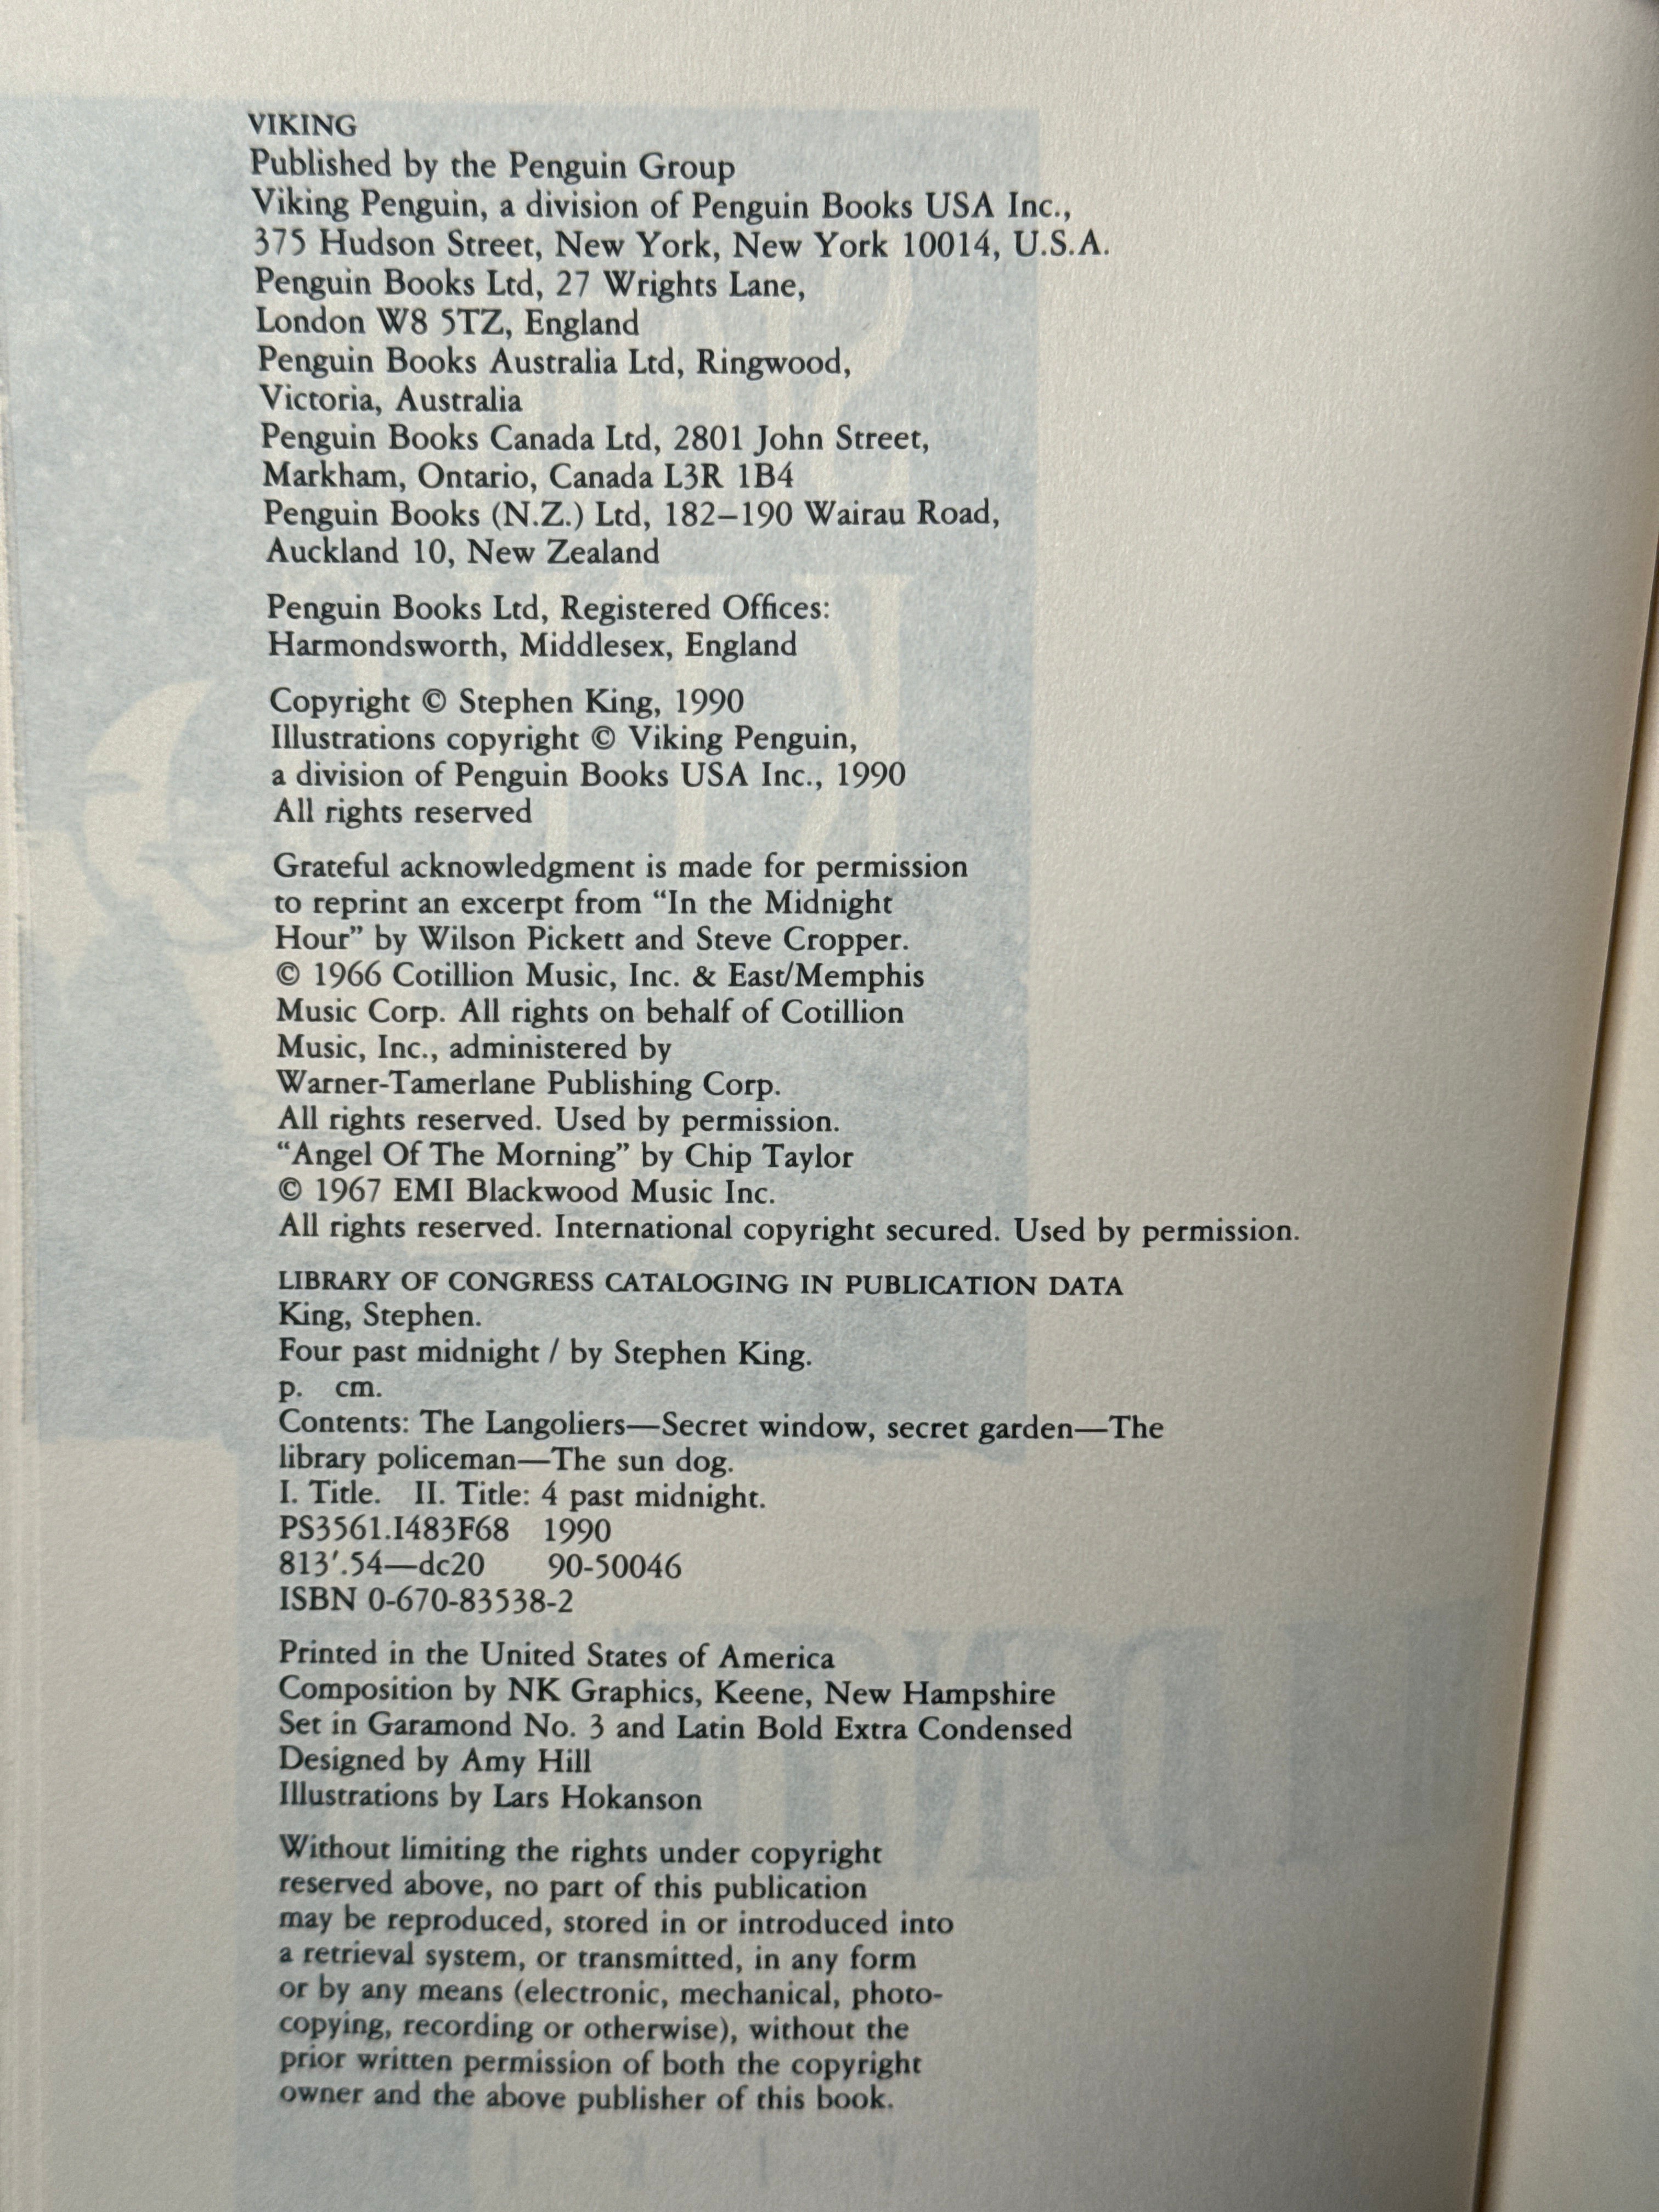 VIKING
Published by the Penguin Group
Viking Penguin, a division of Penguin Books USA Inc.,
375 Hudson Street, New York, New York 10014, U.S.A.
Penguin Books Ltd, 27 Wrights Lane,
London W8 5TZ, England
Penguin Books Australia Ltd, Ringwood,
Victoria, Australia
Penguin Books Canada Ltd, 2801 John Street,
Markham, Ontario, Canada L3R 1B4
Penguin Books (N.Z.) Ltd, 182–190 Wairau Road,
Auckland 10, New Zealand
Penguin Books Ltd, Registered Offices:
Harmondsworth, Middlesex, England
Copyright © Stephen King, 1990
Illustrations copyright © Viking Penguin,
a division of Penguin Books USA Inc., 1990
All rights reserved
Grateful acknowledgment is made for permission
to reprint an excerpt from “In the Midnight
Hour” by Wilson Pickett and Steve Cropper.
© 1966 Cotillion Music, Inc. & East/Memphis
Music Corp. All rights on behalf of Cotillion
Music, Inc., administered by
Warner-Tamerlane Publishing Corp.
All rights reserved. Used by permission.
“Angel Of The Morning” by Chip Taylor
© 1967 EMI Blackwood Music Inc.
All rights reserved. International copyright secured. Used by permission.
LIBRARY OF CONGRESS CATALOGING IN PUBLICATION DATA
King, Stephen.
Four past midnight / by Stephen King.
p. cm.
Contents: The Langoliers—Secret window, secret garden—The
library policeman—The sun dog.
I. Title. II. Title: 4 past midnight.
PS3561.I483F68 1990
813′.54—dc20 90-50046
ISBN 0-670-83538-2
Printed in the United States of America
Composition by NK Graphics, Keene, New Hampshire
Set in Garamond No. 3 and Latin Bold Extra Condensed
Designed by Amy Hill
Illustrations by Lars Hokanson
Without limiting the rights under copyright
reserved above, no part of this publication
may be reproduced, stored in or introduced into
a retrieval system, or transmitted, in any form
or by any means (electronic, mechanical, photo-
copying, recording or otherwise), without the
prior written permission of both the copyright
owner and the above publisher of this book.